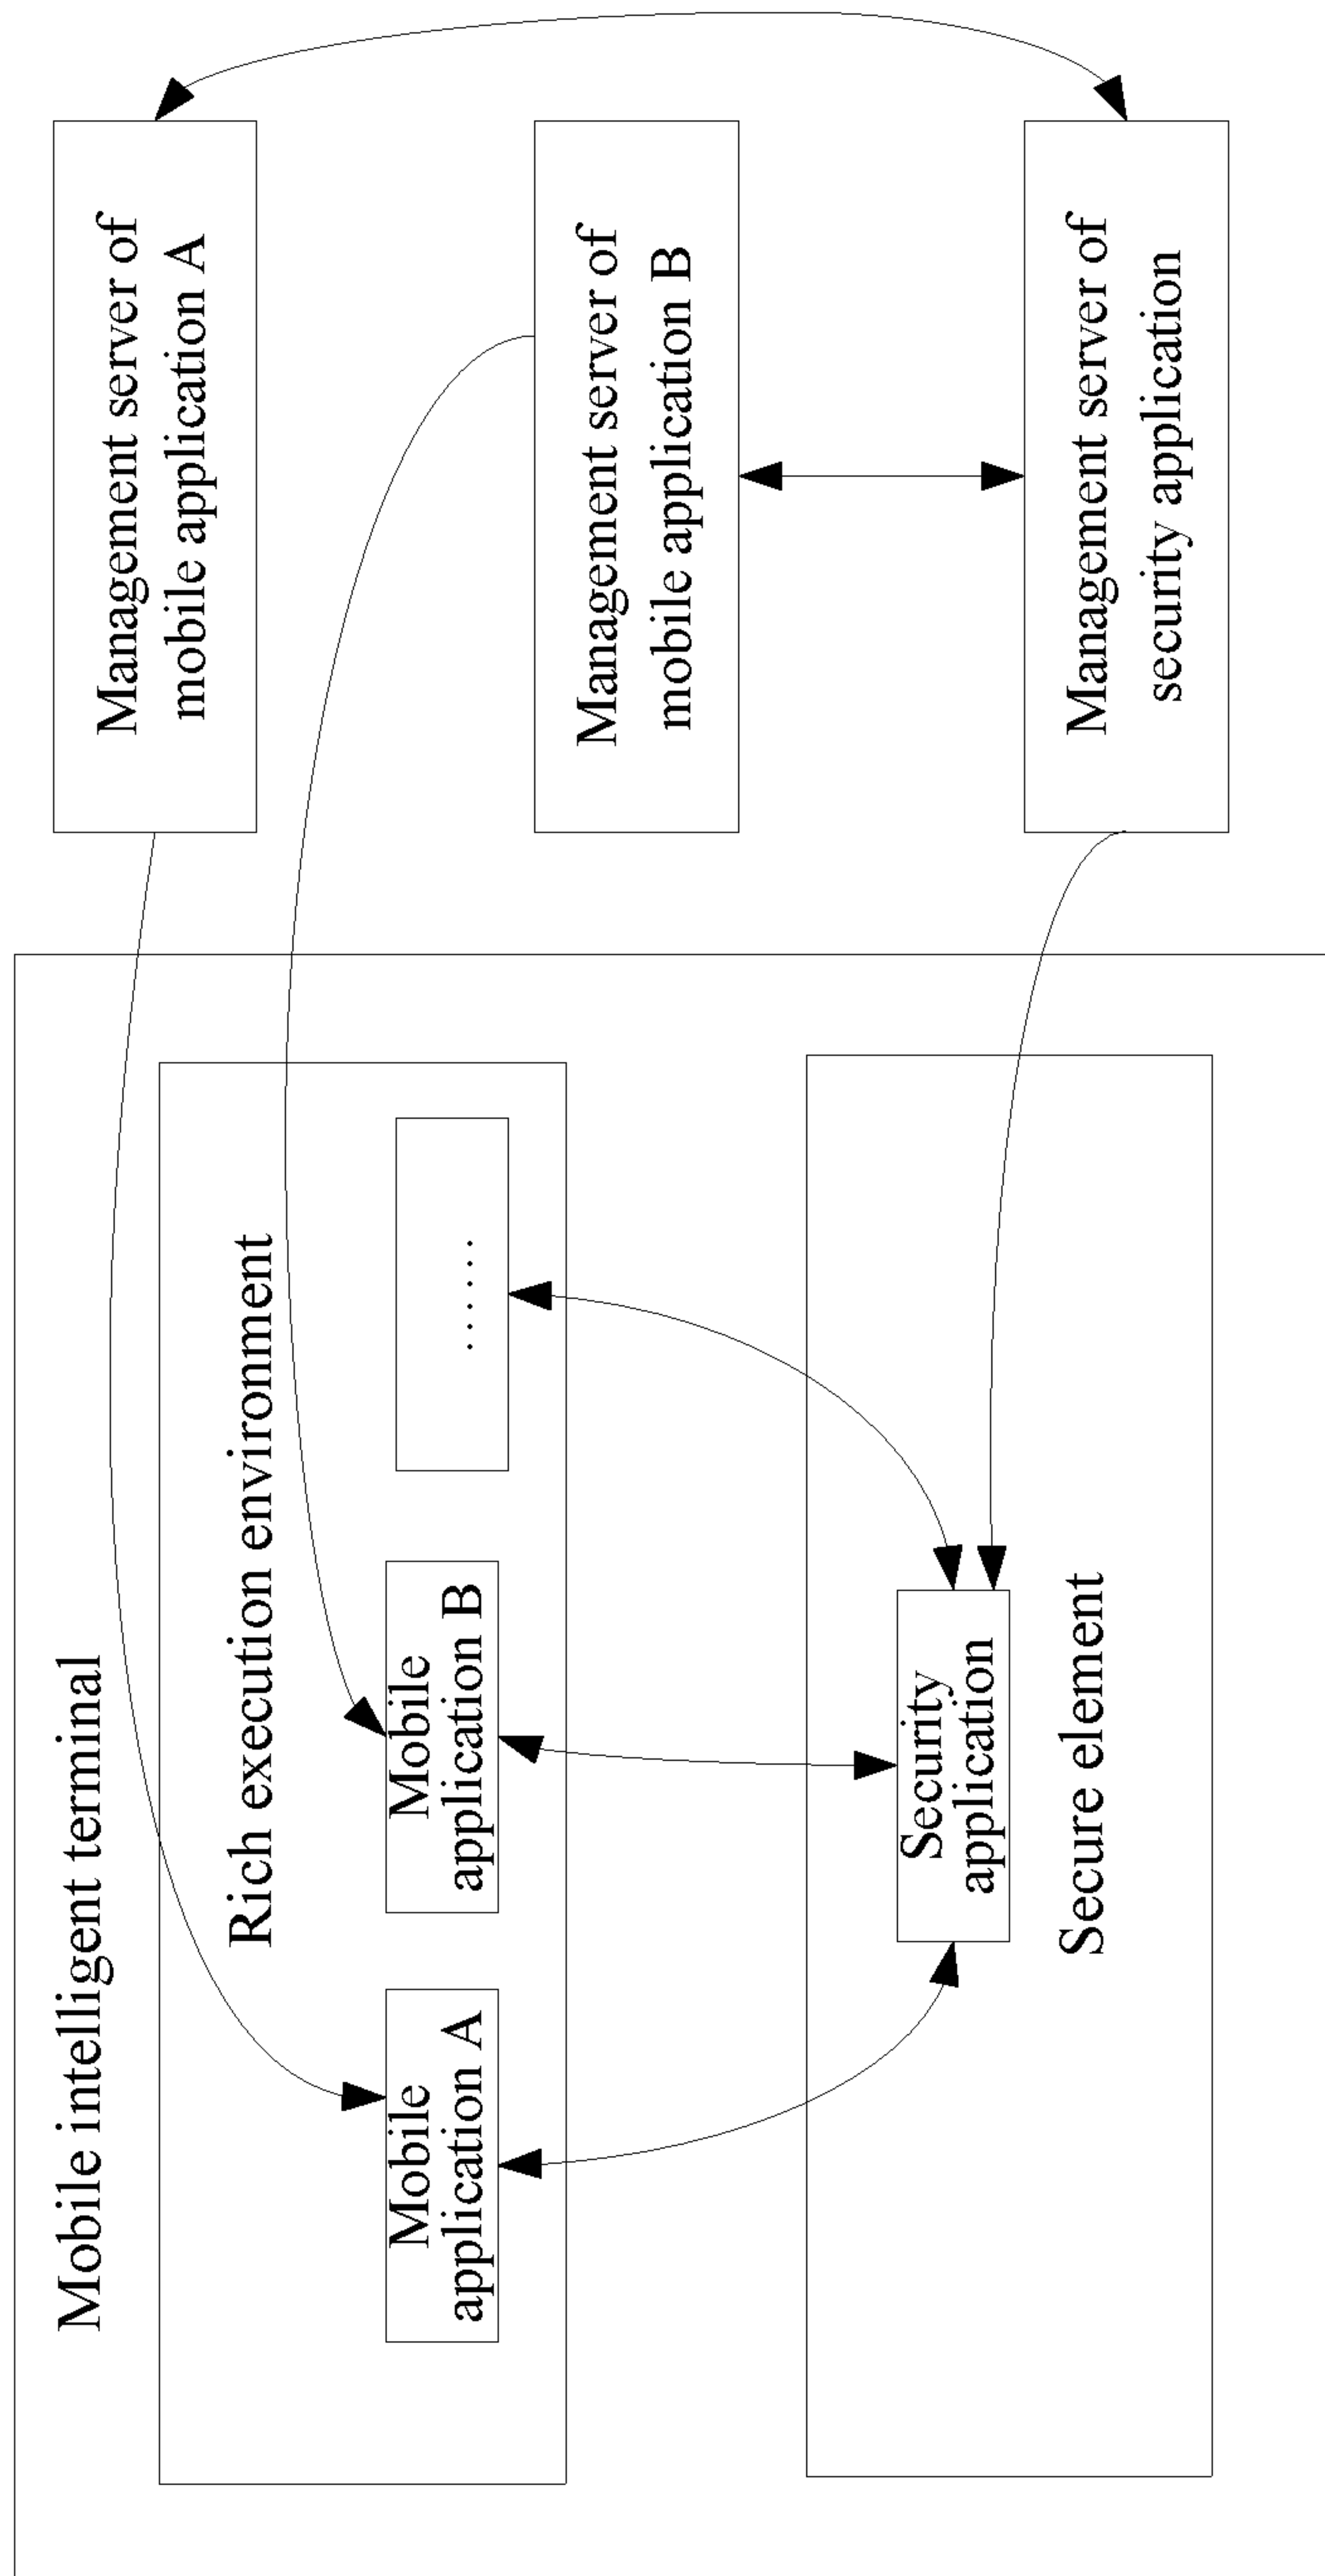 Mobile intelligent terminal
Rich execution environment
Mobile
application A
Mobile
application B
......
Security
application
Secure element
Management server of
mobile application A
Management server of
mobile application B
Management server of
security application